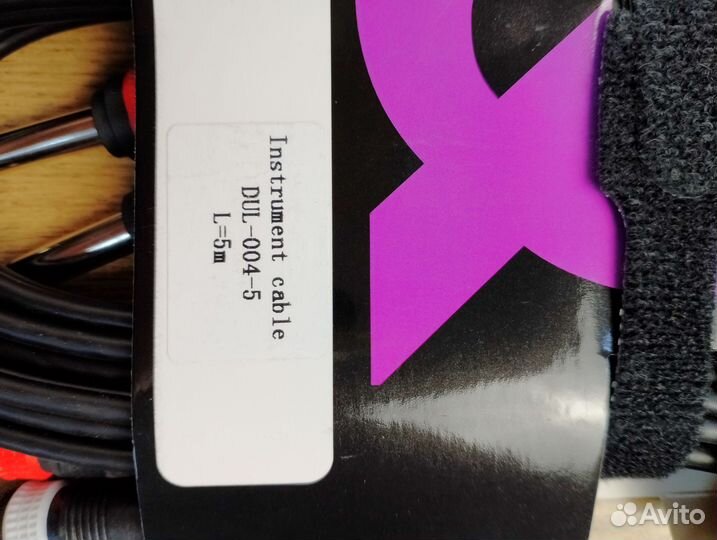 Instrument cable
DUL-004-5
L=5m
Avito